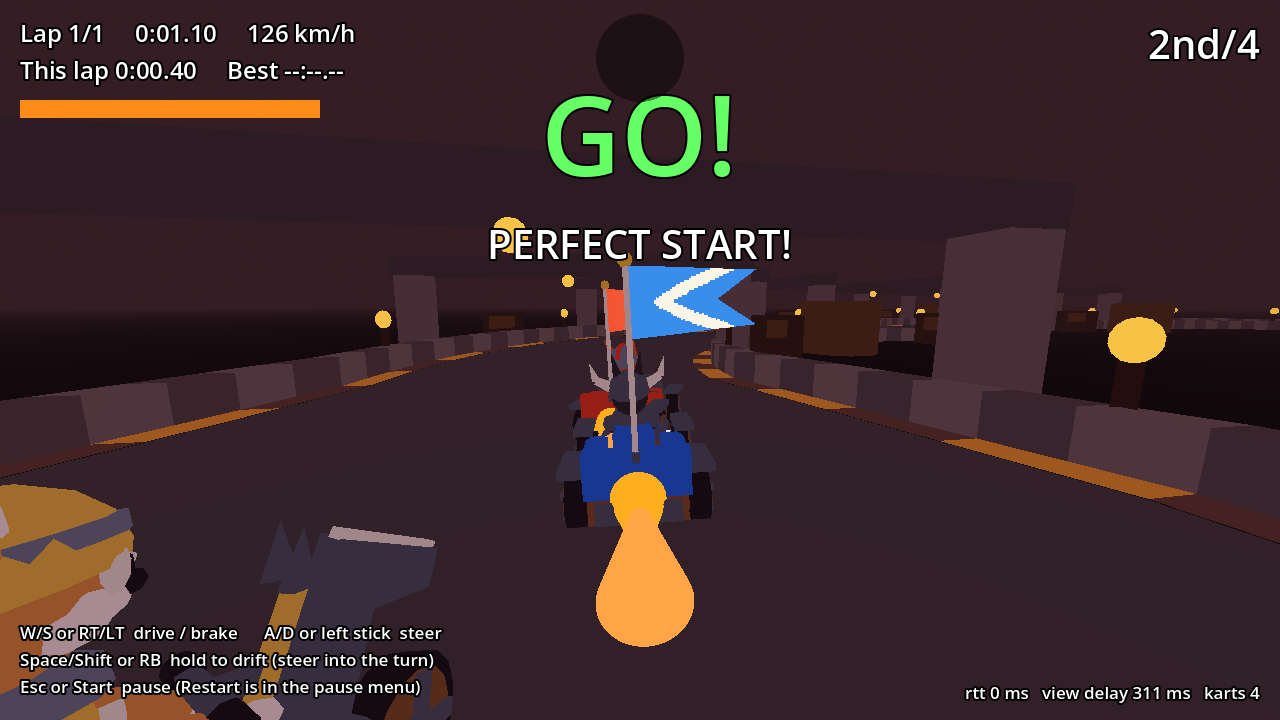 Lap 1/1 0:01.10 126 km/h
2nd/4
This lap 0:00.40 Best --:--.--
GO!
PERFECT START!
W/S or RT/LT drive / brake A/D or left stick steer
Space/Shift or RB hold to drift (steer into the turn)
Esc or Start pause (Restart is in the pause menu)
rtt 0 ms view delay 311 ms karts 4